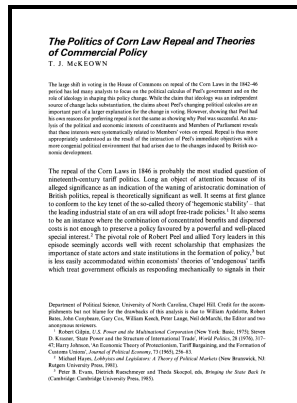 The Politics of Corn Law Repeal and Theories
of Commercial Policy
T. J. McKEOWN
The large shift in voting in the House of Commons on repeal of the Corn Laws in the 1842–46
period has led many analysts to focus on the political calculus of Peel's government and on the
role of ideology in shaping this policy change. While the claim that ideology was an independent
source of change lacks substantiation, the claims about Peel's changing political calculus are an
important part of a larger explanation for the change in voting. However, showing that Peel had
his own reasons for preferring repeal is not the same as showing why Peel was successful. An ana-
lysis of the political and economic interests of constituents and Members of Parliament reveals
that these interests were systematically related to Members' votes on repeal. Repeal is thus more
appropriately understood as the result of the interaction of Peel's immediate objectives with a
more congenial political environment that had arisen due to the changes induced by British eco-
nomic development.
The repeal of the Corn Laws in 1846 is probably the most studied question of
nineteenth-century tariff politics. Long an object of attention because of its
alleged significance as an indication of the waning of aristocratic domination of
British politics, repeal is theoretically significant as well. It seems at first glance
to conform to the key tenet of the so-called theory of 'hegemonic stability' – that
the leading industrial state of an era will adopt free-trade policies.¹ It also seems
to be an instance where the combination of concentrated benefits and dispersed
costs is not enough to preserve a policy favoured by a powerful and well-placed
special interest.² The pivotal role of Robert Peel and allied Tory leaders in this
episode seemingly accords well with recent scholarship that emphasizes the
importance of state actors and state institutions in the formation of policy,³ but
is less easily accommodated within economists' theories of 'endogenous' tariffs
which treat government officials as responding mechanically to signals in their
Department of Political Science, University of North Carolina, Chapel Hill. Credit for the accom-
plishments but not blame for the drawbacks of this analysis is due to William Aydelotte, Robert
Bates, John Conybeare, Gary Cox, William Keech, Peter Lange, Neil deMarchi, the Editor and two
anonymous reviewers.
¹ Robert Gilpin, U.S. Power and the Multinational Corporation (New York: Basic, 1975); Steven
D. Krasner, 'State Power and the Structure of International Trade', World Politics, 28 (1976), 317–
47; Harry Johnson, 'An Economic Theory of Protectionism, Tariff Bargaining, and the Formation of
Customs Unions', Journal of Political Economy, 73 (1965), 256–83.
² Michael Hayes, Lobbyists and Legislators: A Theory of Political Markets (New Brunswick, NJ:
Rutgers University Press, 1981).
³ Peter B. Evans, Dietrich Rueschemeyer and Theda Skocpol, eds, Bringing the State Back In
(Cambridge: Cambridge University Press, 1985).